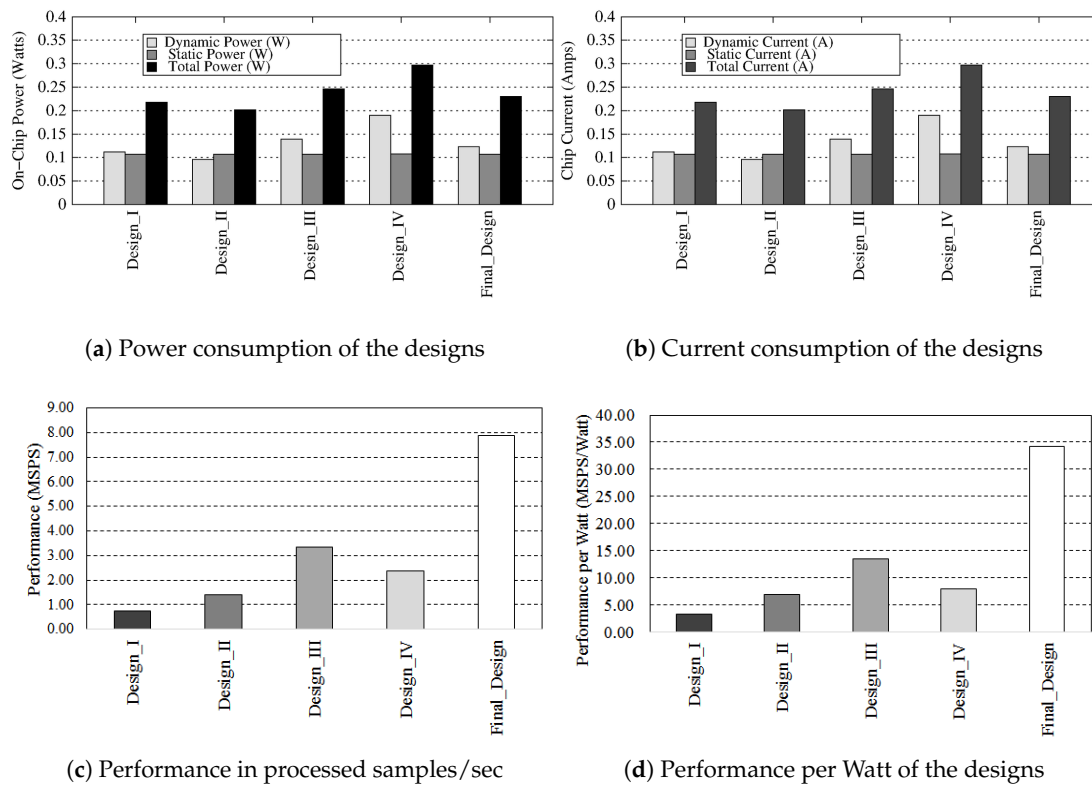 On-Chip Power (Watts)
0.4
0.35
0.3
0.25
0.2
0.15
0.1
0.05
0
Dynamic Power (W)
Static Power (W)
Total Power (W)
Design_I
Design_II
Design_III
Design_IV
Final_Design
(a) Power consumption of the designs
Chip Current (Amps)
0.4
0.35
0.3
0.25
0.2
0.15
0.1
0.05
0
Dynamic Current (A)
Static Current (A)
Total Current (A)
Design_I
Design_II
Design_III
Design_IV
Final_Design
(b) Current consumption of the designs
Performance (MSPS)
9.00
8.00
7.00
6.00
5.00
4.00
3.00
2.00
1.00
0.00
Design_I
Design_II
Design_III
Design_IV
Final_Design
(c) Performance in processed samples/sec
Performance per Watt (MSPS/Watt)
40.00
35.00
30.00
25.00
20.00
15.00
10.00
5.00
0.00
Design_I
Design_II
Design_III
Design_IV
Final_Design
(d) Performance per Watt of the designs